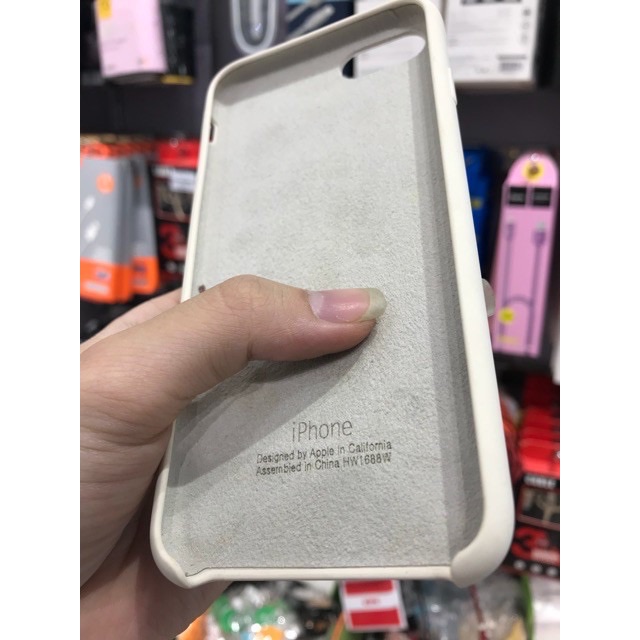 iPhone
Designed by Apple in California
Assembled in China HW1688W